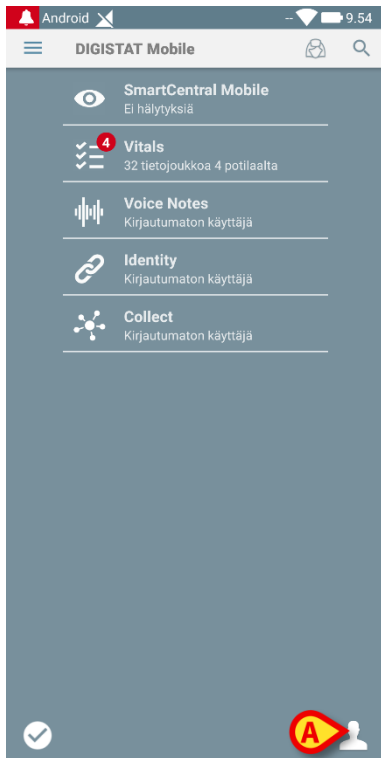 Android -- 9.54
DIGISTAT Mobile
SmartCentral Mobile
Ei hälytyksiä
4
Vitals
32 tietojoukkoa 4 potilaalta
Voice Notes
Kirjautumaton käyttäjä
Identity
Kirjautumaton käyttäjä
Collect
Kirjautumaton käyttäjä
A